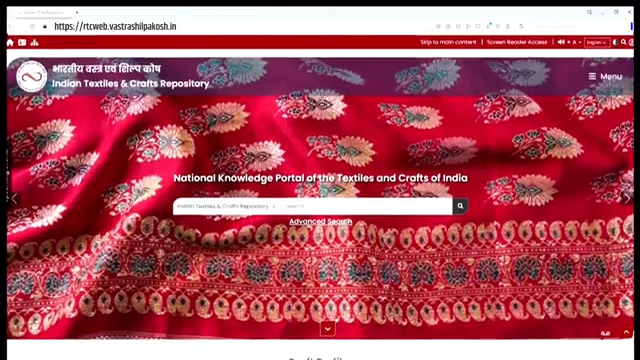 https://rtcweb.vastrashilpakosh.in
Skip to main content | Screen Reader Access | + A English
भारतीय वस्त्र एवं शिल्प कोष
Indian Textiles & Crafts Repository
Menu
National Knowledge Portal of the Textiles and Crafts of India
Indian Textiles & Crafts Repository Search
Advanced Search